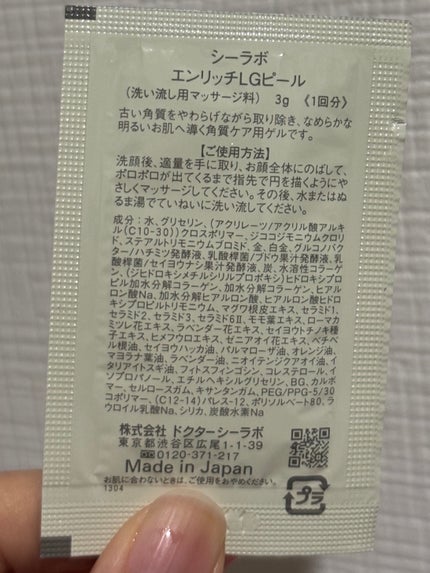 シーラボ
エンリッチLGピール
(洗い流し用マッサージ料) 3g 《1回分》
古い角質をやわらげながら取り除き、なめらかな
明るいお肌へ導く角質ケア用ゲルです。
【ご使用方法】
洗顔後、適量を手に取り、お顔全体にのばして、
ポロポロが出てくるまで指先で円を描くようにや
さしくマッサージしてください。その後、水またはぬ
るま湯でていねいに洗い流してください。
成分：水、グリセリン、(アクリレーツ/アクリル酸アルキ
ル(C10-30))クロスポリマー、ジココジモニウムクロリ
ド、ステアルトリモニウムブロミド、金、白金、グルコノバク
ター/ハチミツ発酵液、乳酸桿菌/ブドウ果汁発酵液、
乳酸桿菌/セイヨウナシ果汁発酵液、炭、水溶性コラーゲ
ン、(ジヒドロキシメチルシリルプロポキシ)ヒドロキシプロ
ピル加水分解コラーゲン、加水分解コラーゲン、ヒアル
ロン酸Na、加水分解ヒアルロン酸、ヒアルロン酸ヒドロ
キシプロピルトリモニウム、マグワ根皮エキス、セラミド1、
セラミド2、セラミド3、セラミド6Ⅱ、モモ葉エキス、ローマカ
ミツレ花エキス、ラベンダー花エキス、セイヨウトチノキ種
子エキス、ヒメフウロエキス、ゼニアオイ花エキス、ベチベ
ル根油、セイヨウハッカ油、パルマローザ油、オレンジ油、
マヨラナ葉油、ラベンダー油、ニオイテンジクアオイ油、イ
タリアイトスギ油、フィトスフィンゴシン、コレステロール、イ
ソプロパノール、エチルヘキシルグリセリン、BG、カルボ
マー、セルロースガム、キサンタンガム、PEG/PPG-5/30
コポリマー、(C12-14)パレス-12、ポリソルベート80、ラ
ウロイル乳酸Na、シリカ、炭酸水素Na
株式会社 ドクターシーラボ
東京都渋谷区広尾1-1-39
0120-371-217
Made in Japan
お肌に合わないときは、ご使用をおやめください。
1304
プラ